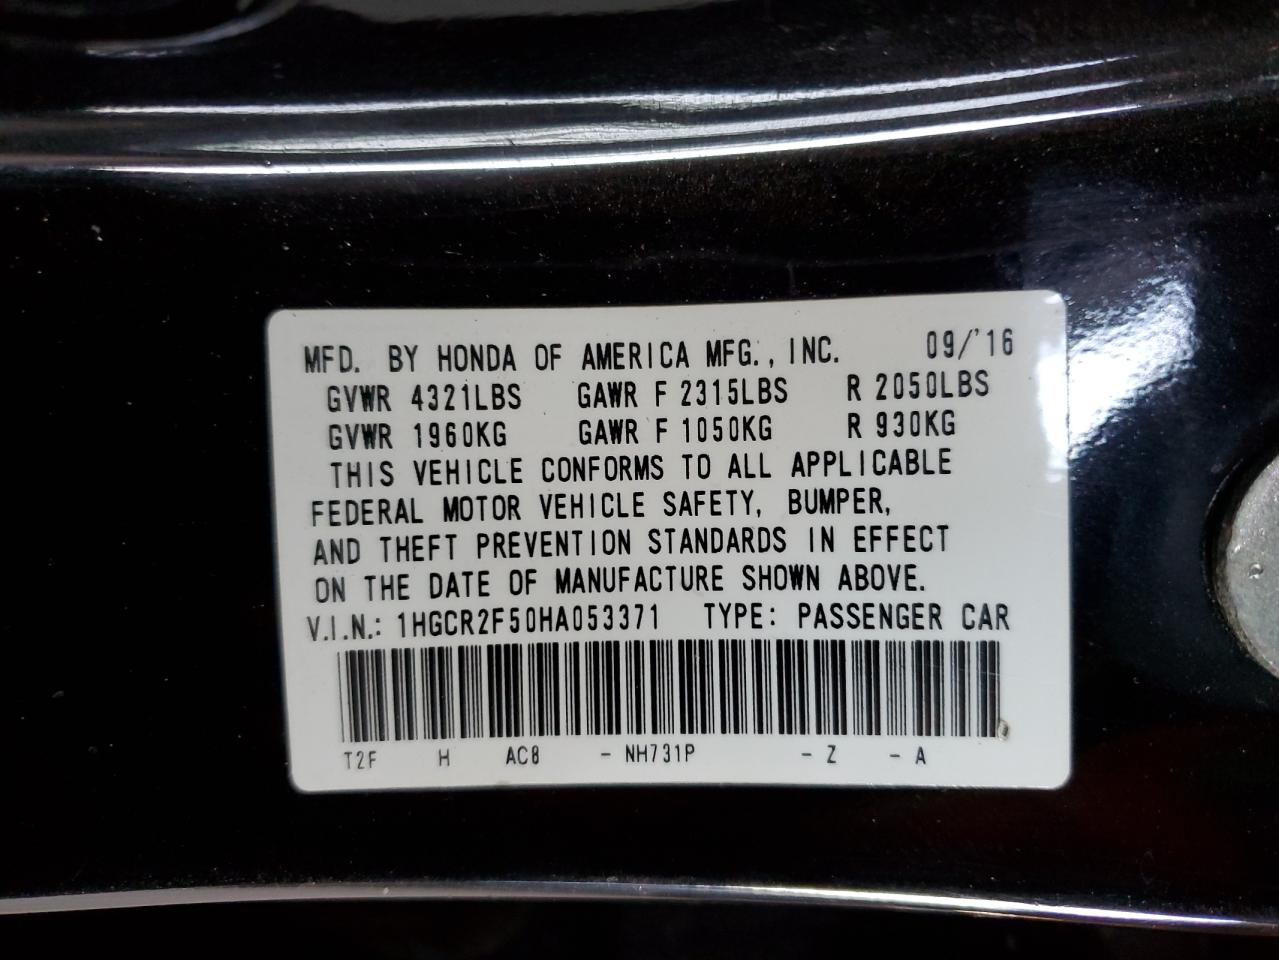 MFD. BY HONDA OF AMERICA MFG., INC. 09/'16
GVWR 4321LBS GAWR F 2315LBS R 2050LBS
GVWR 1960KG GAWR F 1050KG R 930KG
THIS VEHICLE CONFORMS TO ALL APPLICABLE
FEDERAL MOTOR VEHICLE SAFETY, BUMPER,
AND THEFT PREVENTION STANDARDS IN EFFECT
ON THE DATE OF MANUFACTURE SHOWN ABOVE.
V.I.N.: 1HGCR2F50HA053371 TYPE: PASSENGER CAR
T2F H AC8 - NH731P - Z - A